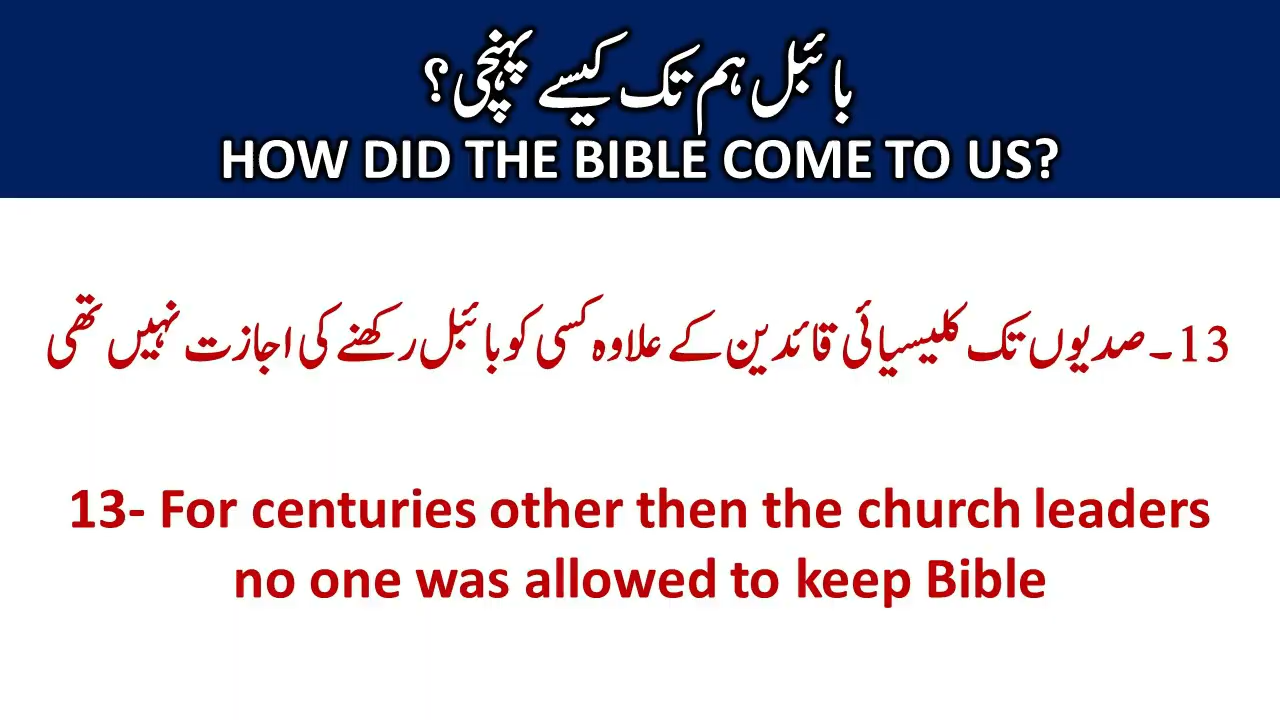 بائبل ہم تک کیسے پہنچی؟
HOW DID THE BIBLE COME TO US?
13۔ صدیوں تک کلیسیائی قائدین کے علاوہ کسی کو بائبل رکھنے کی اجازت نہیں تھی
13- For centuries other then the church leaders
no one was allowed to keep Bible